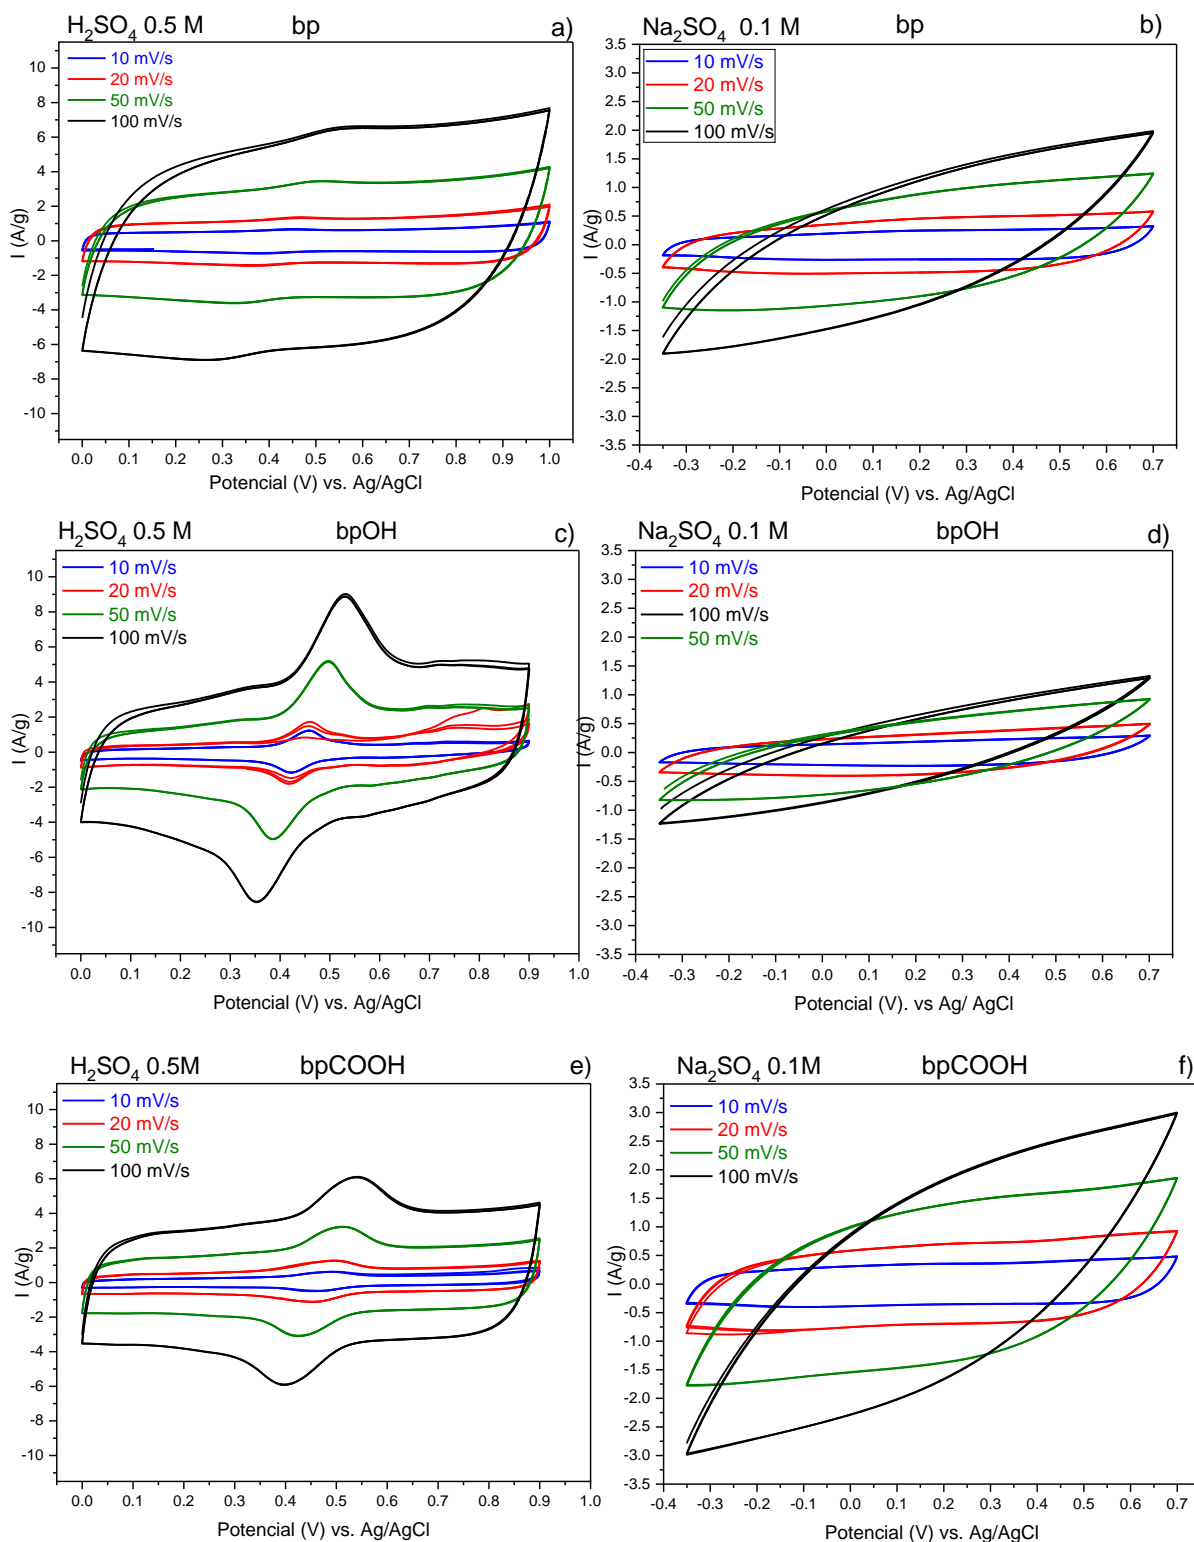 H₂SO₄ 0.5 M bp a)
10 mV/s
20 mV/s
50 mV/s
100 mV/s
I (A/g)
10
8
6
4
2
0
-2
-4
-6
-8
-10
0.0 0.1 0.2 0.3 0.4 0.5 0.6 0.7 0.8 0.9 1.0
Potencial (V) vs. Ag/AgCl
Na₂SO₄ 0.1 M bp b)
10 mV/s
20 mV/s
50 mV/s
100 mV/s
I (A/g)
3.5
3.0
2.5
2.0
1.5
1.0
0.5
0.0
-0.5
-1.0
-1.5
-2.0
-2.5
-3.0
-3.5
-0.4 -0.3 -0.2 -0.1 0.0 0.1 0.2 0.3 0.4 0.5 0.6 0.7
Potencial (V) vs. Ag/AgCl
H₂SO₄ 0.5 M bpOH c)
10 mV/s
20 mV/s
50 mV/s
100 mV/s
I (A/g)
10
8
6
4
2
0
-2
-4
-6
-8
-10
0.0 0.1 0.2 0.3 0.4 0.5 0.6 0.7 0.8 0.9 1.0
Potencial (V) vs. Ag/AgCl
Na₂SO₄ 0.1 M bpOH d)
10 mV/s
20 mV/s
100 mV/s
50 mV/s
I (A/g)
3.5
3.0
2.5
2.0
1.5
1.0
0.5
0.0
-0.5
-1.0
-1.5
-2.0
-2.5
-3.0
-3.5
-0.4 -0.3 -0.2 -0.1 0.0 0.1 0.2 0.3 0.4 0.5 0.6 0.7
Potencial (V). vs Ag/ AgCl
H₂SO₄ 0.5M bpCOOH e)
10 mV/s
20 mV/s
50 mV/s
100 mV/s
I (A/g)
10
8
6
4
2
0
-2
-4
-6
-8
-10
0.0 0.1 0.2 0.3 0.4 0.5 0.6 0.7 0.8 0.9 1.0
Potencial (V) vs. Ag/AgCl
Na₂SO₄ 0.1M bpCOOH f)
10 mV/s
20 mV/s
50 mV/s
100 mV/s
I (A/g)
3.5
3.0
2.5
2.0
1.5
1.0
0.5
0.0
-0.5
-1.0
-1.5
-2.0
-2.5
-3.0
-3.5
-0.4 -0.3 -0.2 -0.1 0.0 0.1 0.2 0.3 0.4 0.5 0.6 0.7
Potencial (V) vs. Ag/AgCl